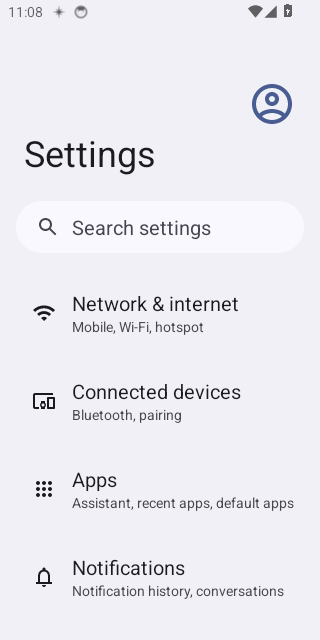 11:08
Settings
Search settings
Network & internet
Mobile, Wi-Fi, hotspot
Connected devices
Bluetooth, pairing
Apps
Assistant, recent apps, default apps
Notifications
Notification history, conversations